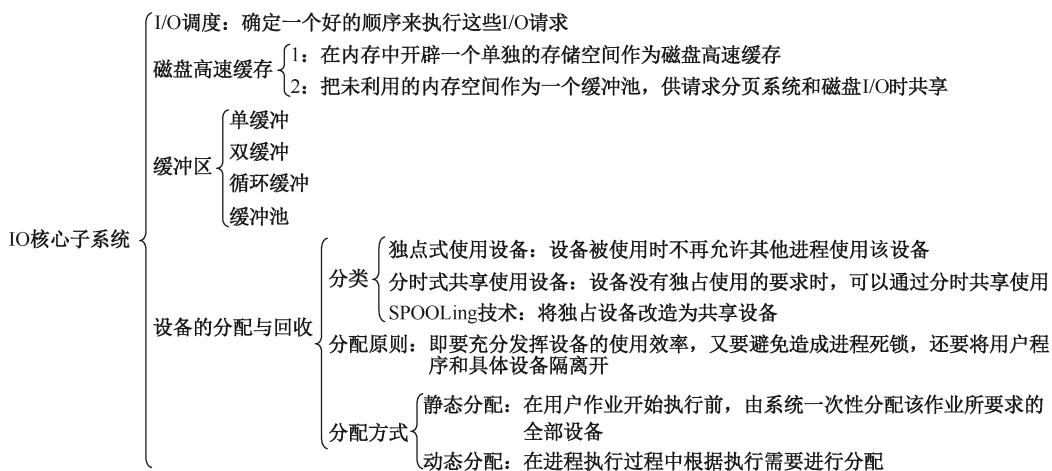 I/O调度：确定一个好的顺序来执行这些I/O请求
磁盘高速缓存
1：在内存中开辟一个单独的存储空间作为磁盘高速缓存
2：把未利用的内存空间作为一个缓冲池，供请求分页系统和磁盘I/O时共享
缓冲区
单缓冲
双缓冲
循环缓冲
缓冲池
IO核心子系统
设备的分配与回收
分类
独点式使用设备：设备被使用时不再允许其他进程使用该设备
分时式共享使用设备：设备没有独占使用的要求时，可以通过分时共享使用
SPOOLing技术：将独占设备改造为共享设备
分配原则：即要充分发挥设备的使用效率，又要避免造成进程死锁，还要将用户程
序和具体设备隔离开
分配方式
静态分配：在用户作业开始执行前，由系统一次性分配该作业所要求的
全部设备
动态分配：在进程执行过程中根据执行需要进行分配